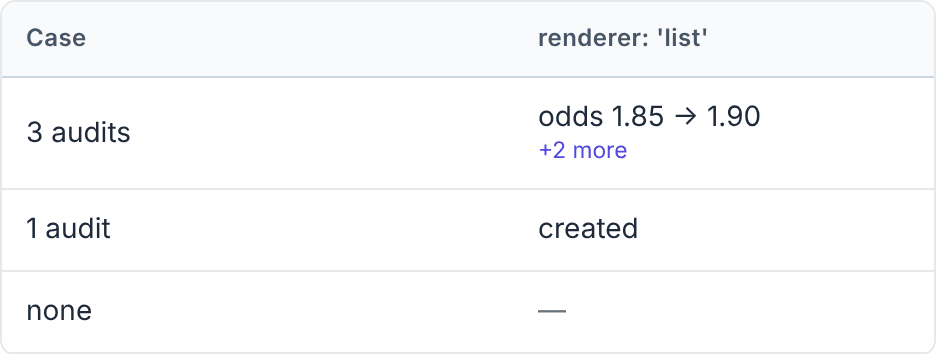 Case renderer: 'list'
3 audits odds 1.85 → 1.90
+2 more
1 audit created
none —